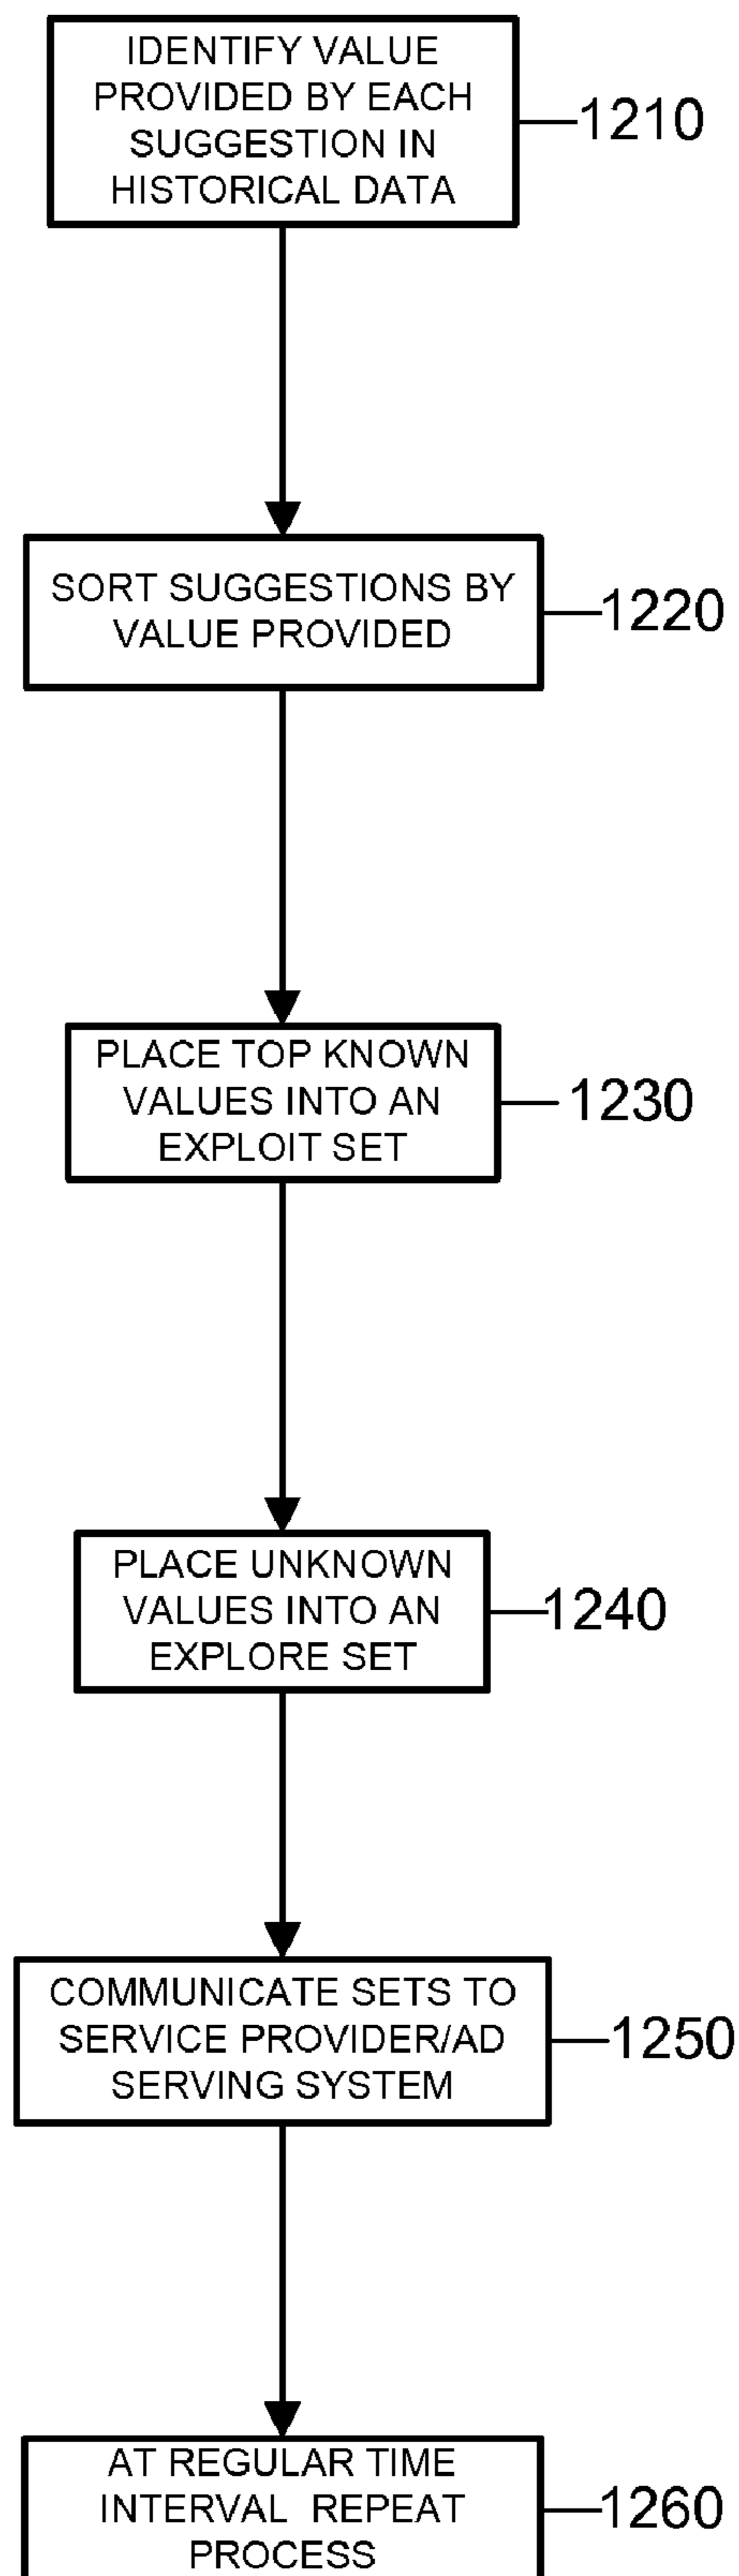 IDENTIFY VALUE
PROVIDED BY EACH
SUGGESTION IN
HISTORICAL DATA
1210
SORT SUGGESTIONS BY
VALUE PROVIDED
1220
PLACE TOP KNOWN
VALUES INTO AN
EXPLOIT SET
1230
PLACE UNKNOWN
VALUES INTO AN
EXPLORE SET
1240
COMMUNICATE SETS TO
SERVICE PROVIDER/AD
SERVING SYSTEM
1250
AT REGULAR TIME
INTERVAL REPEAT
PROCESS
1260